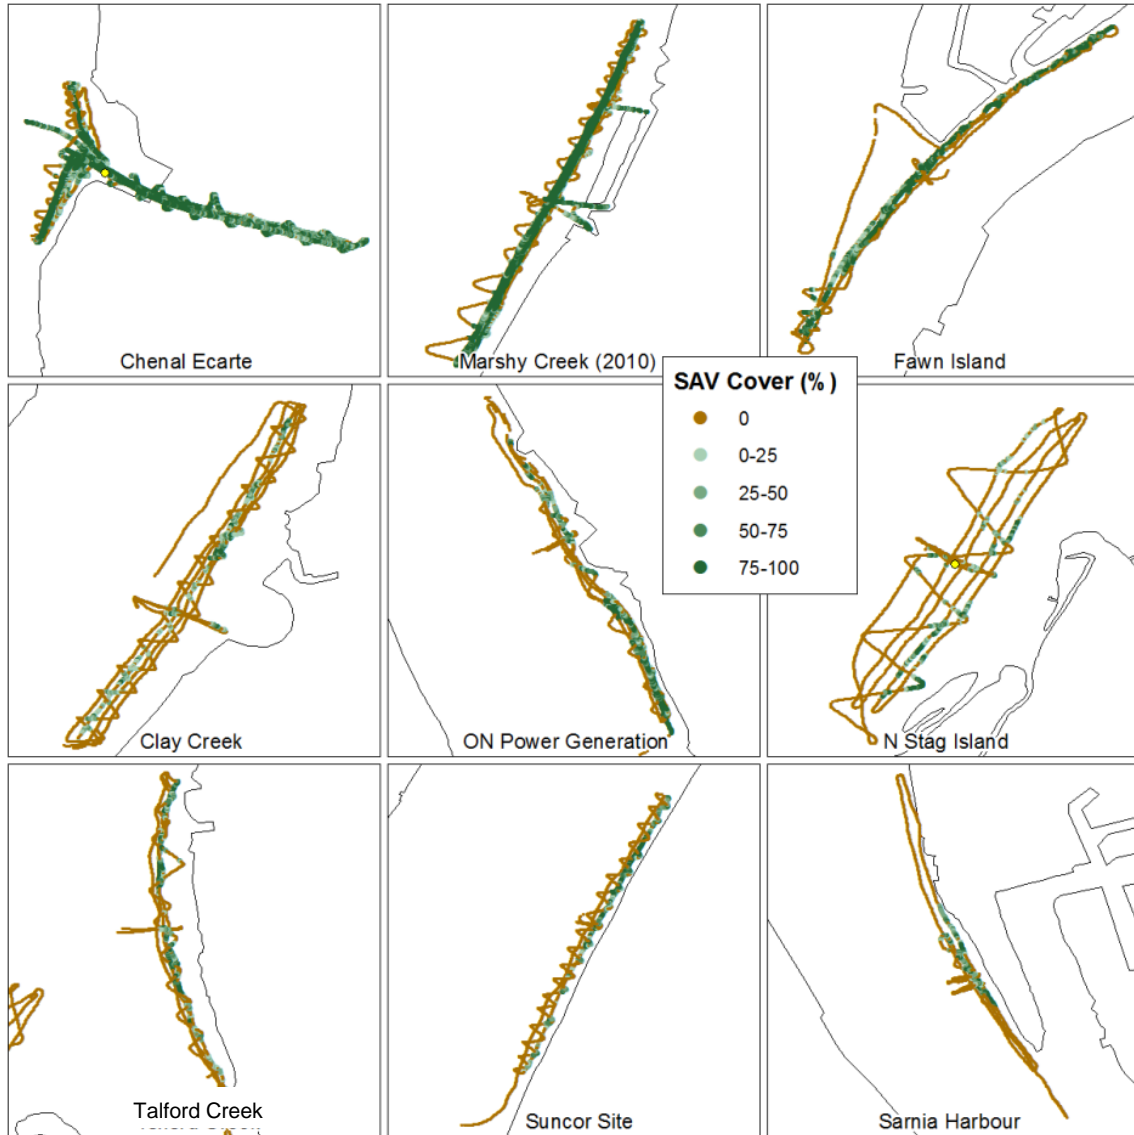 Chenal Ecarte
Marshy Creek (2010)
Fawn Island
SAV Cover (%)
0
0-25
25-50
50-75
75-100
Clay Creek
ON Power Generation
N Stag Island
Talford Creek
Suncor Site
Sarnia Harbour